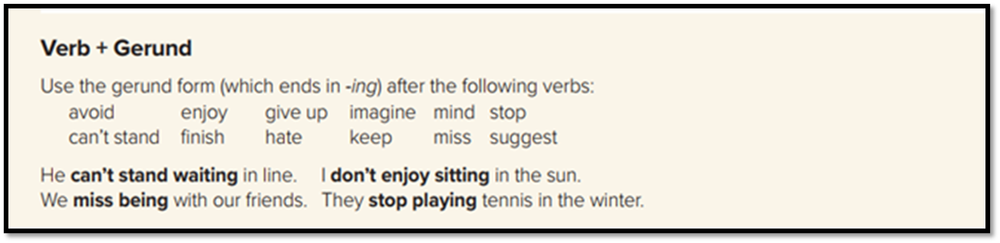 Verb + Gerund
Use the gerund form (which ends in -ing) after the following verbs:
avoid enjoy give up imagine mind stop
can't stand finish hate keep miss suggest
He can't stand waiting in line. I don't enjoy sitting in the sun.
We miss being with our friends. They stop playing tennis in the winter.